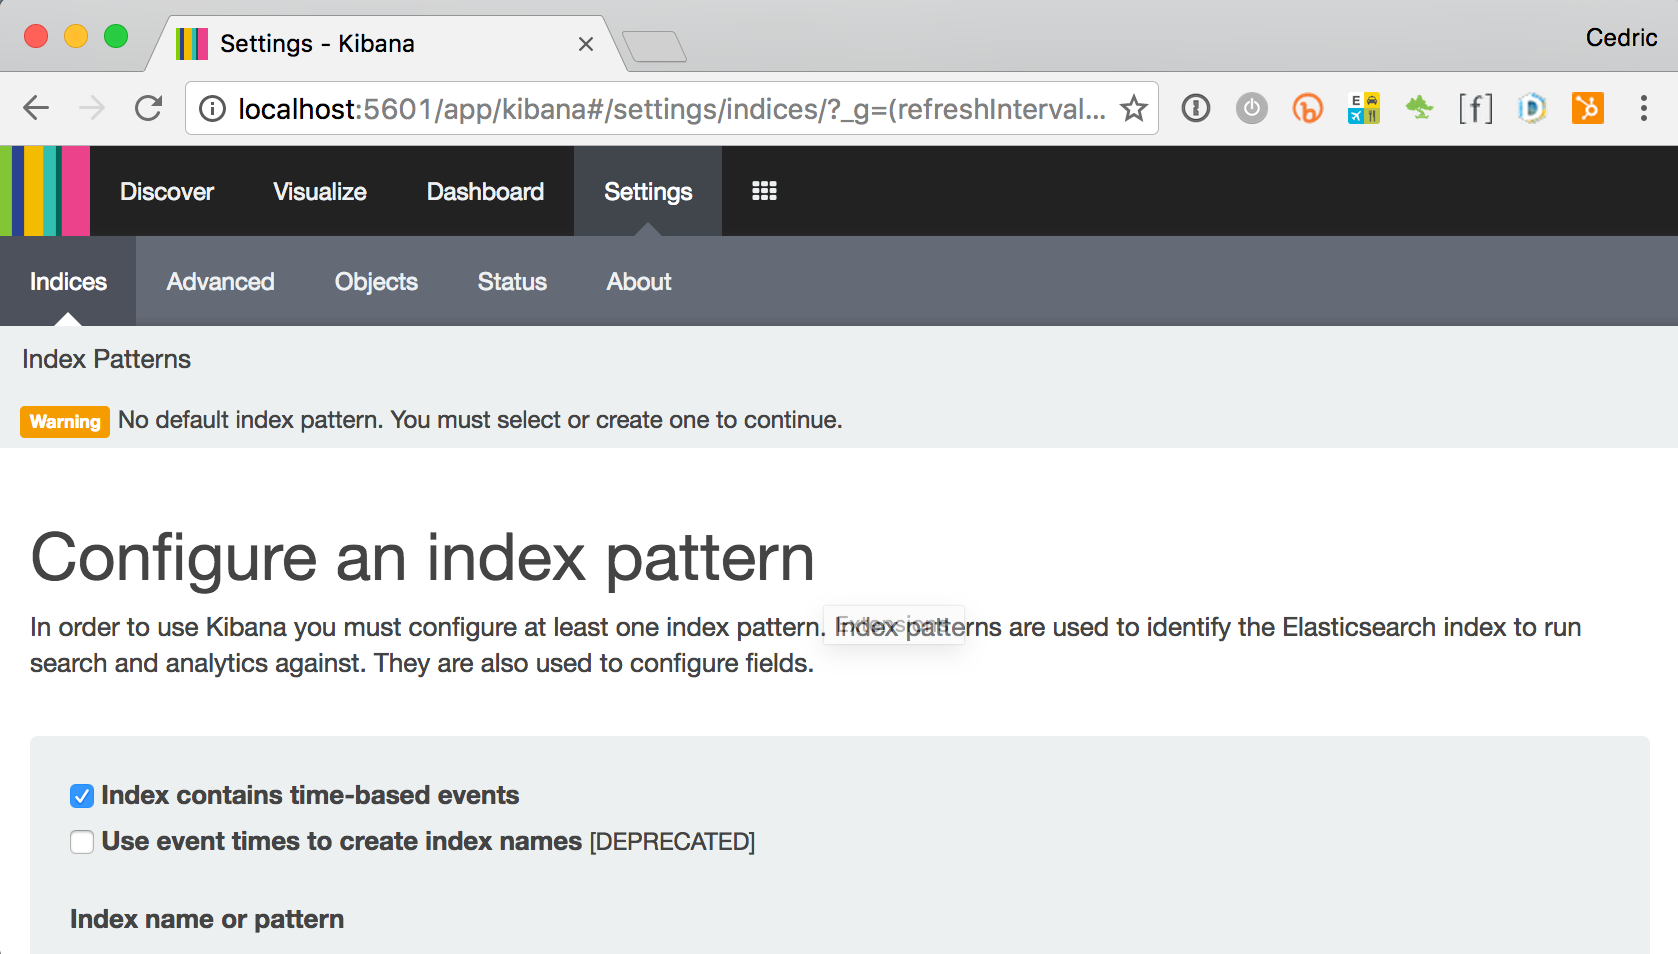 Settings - Kibana
Cedric
localhost:5601/app/kibana#/settings/indices/?_g=(refreshInterval...
Discover Visualize Dashboard Settings
Indices Advanced Objects Status About
Index Patterns
Warning No default index pattern. You must select or create one to continue.
Configure an index pattern
In order to use Kibana you must configure at least one index pattern. Index patterns are used to identify the Elasticsearch index to run
Extensions
search and analytics against. They are also used to configure fields.
Index contains time-based events
Use event times to create index names [DEPRECATED]
Index name or pattern